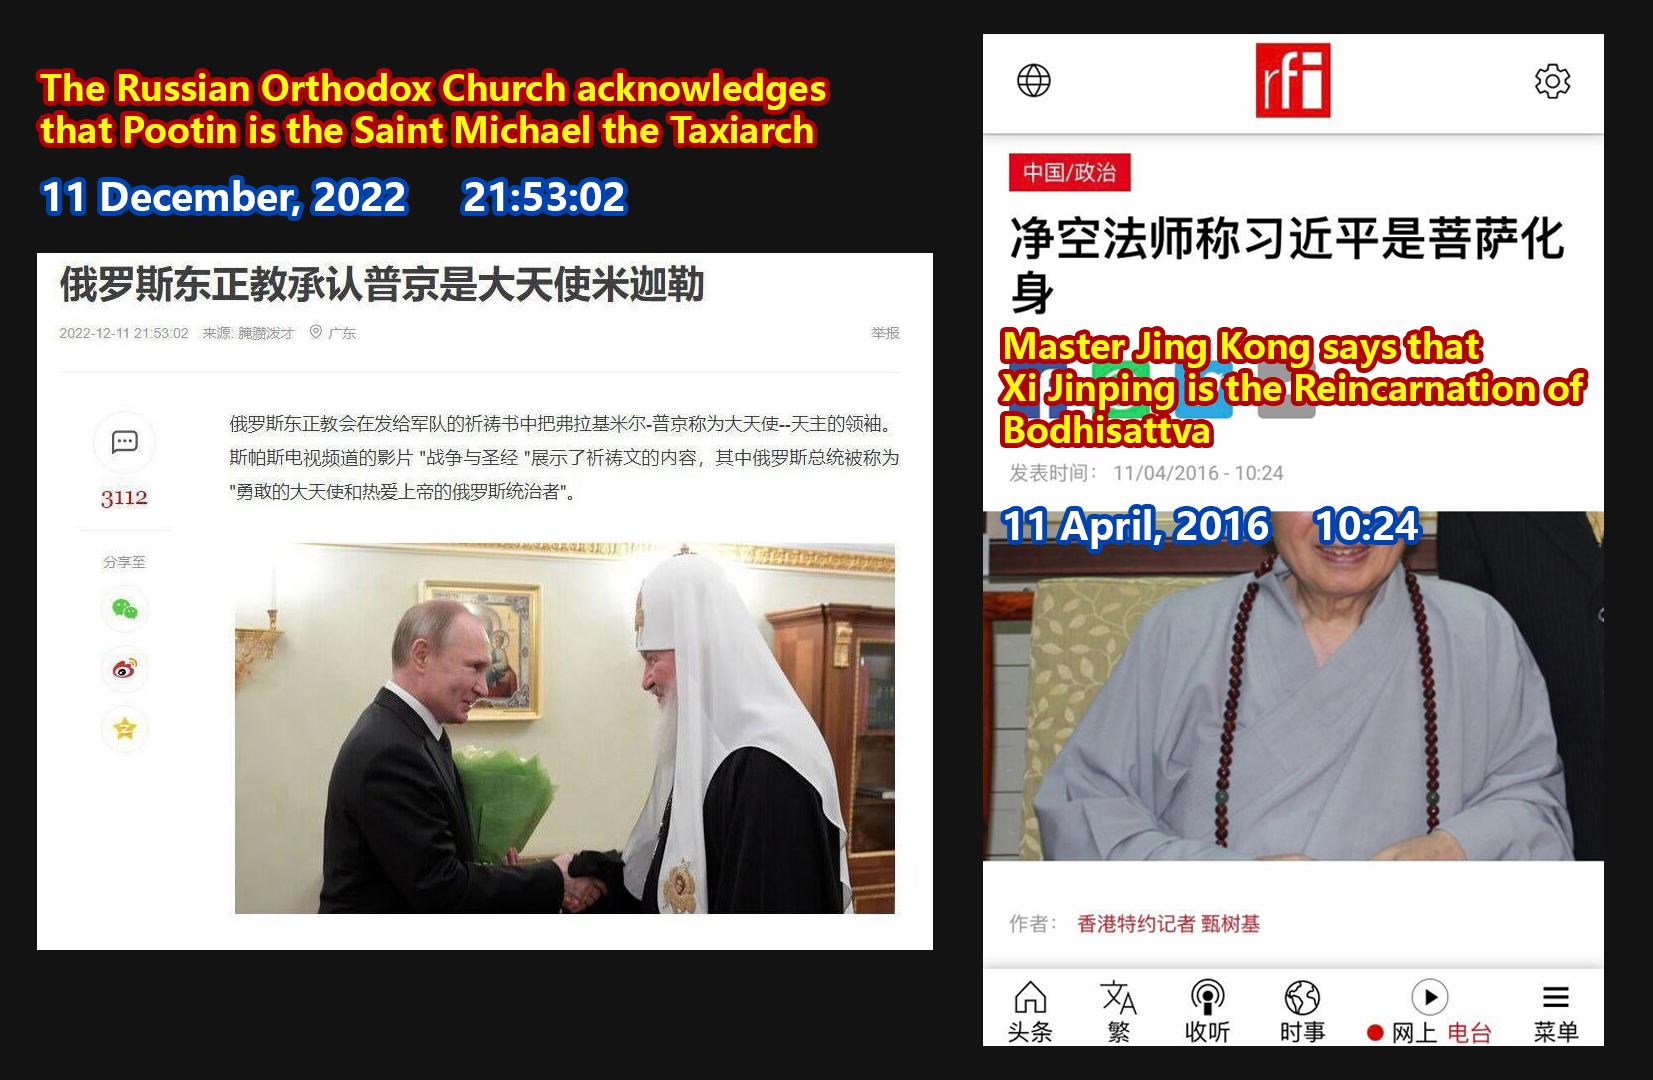 The Russian Orthodox Church acknowledges
that Pootin is the Saint Michael the Taxiarch
11 December, 2022 21:53:02
俄罗斯东正教承认普京是大天使米迦勒
2022-12-11 21:53:02 来源: 腌臜泼才 广东
举报
3112
分享至
俄罗斯东正教会在发给军队的祈祷书中把弗拉基米尔-普京称为大天使--天主的领袖。
斯帕斯电视频道的影片 "战争与圣经 "展示了祈祷文的内容，其中俄罗斯总统被称为
"勇敢的大天使和热爱上帝的俄罗斯统治者"。
rfi
中国/政治
净空法师称习近平是菩萨化
身
Master Jing Kong says that
Xi Jinping is the Reincarnation of
Bodhisattva
发表时间： 11/04/2016 - 10:24
11 April, 2016 10:24
作者： 香港特约记者 甄树基
头条
繁
收听
时事
网上 电台
菜单